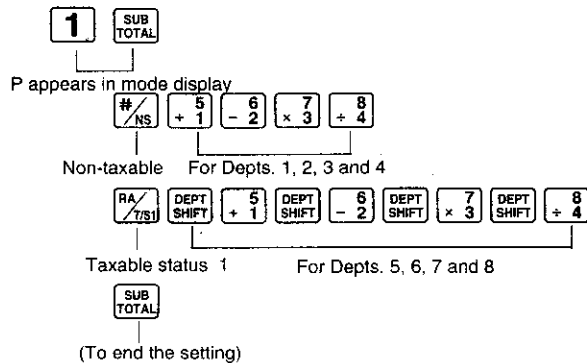 1 SUB TOTAL
P appears in mode display
#/NS 5 + 1 6 - 2 7 × 3 8 ÷ 4
Non-taxable For Depts. 1, 2, 3 and 4
RA/T/S1 DEPT SHIFT 5 + 1 DEPT SHIFT 6 - 2 DEPT SHIFT 7 × 3 DEPT SHIFT 8 ÷ 4
Taxable status 1 For Depts. 5, 6, 7 and 8
SUB TOTAL
(To end the setting)